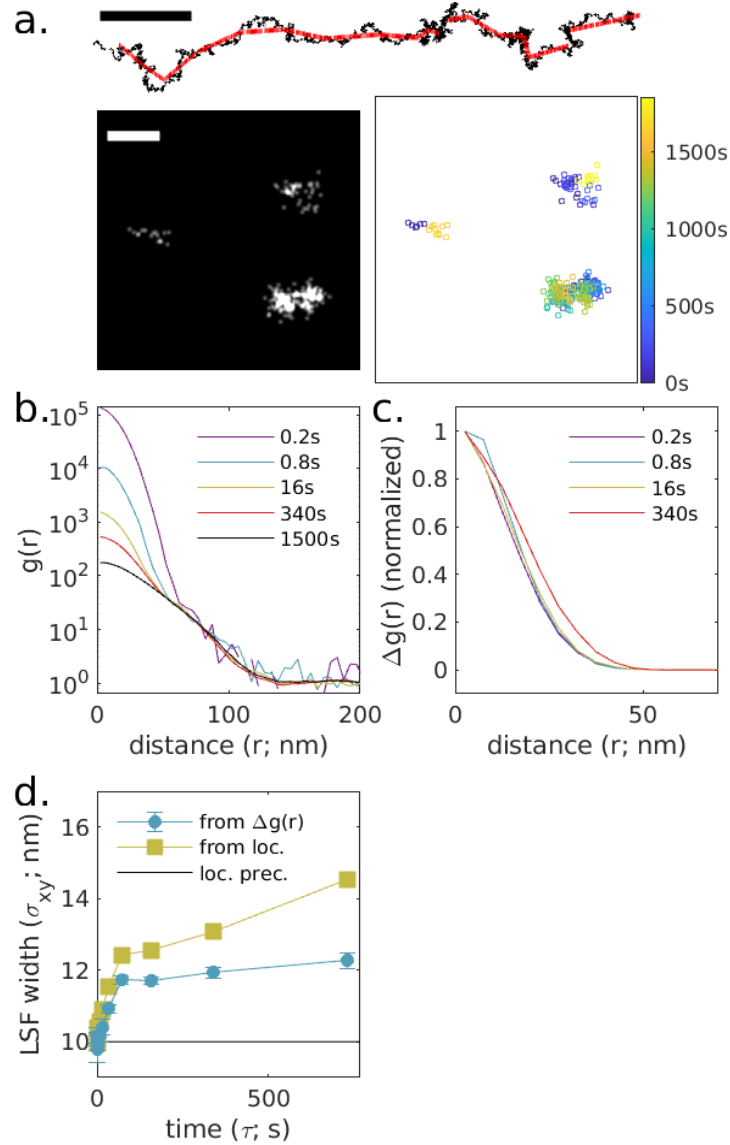 a.
1500s
1000s
500s
0s
b.
c.
10^5
10^4
10^3
10^2
10^1
10^0
g(r)
0.2s
0.8s
16s
340s
1500s
0 100 200
distance (r; nm)
1
0.8
0.6
0.4
0.2
0
Δg(r) (normalized)
0.2s
0.8s
16s
340s
0 50
distance (r; nm)
d.
16
14
12
10
LSF width (σ_xy; nm)
from Δg(r)
from loc.
loc. prec.
0 500
time (τ; s)